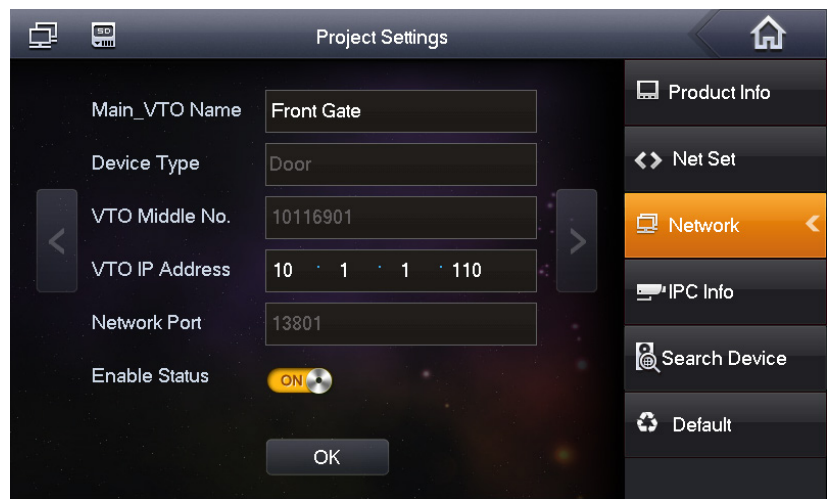 SD
Project Settings
Main_VTO Name
Front Gate
Device Type
Door
VTO Middle No.
10116901
VTO IP Address
10 . 1 . 1 . 110
Network Port
13801
Enable Status
ON
OK
Product Info
Net Set
Network
IPC Info
Search Device
Default